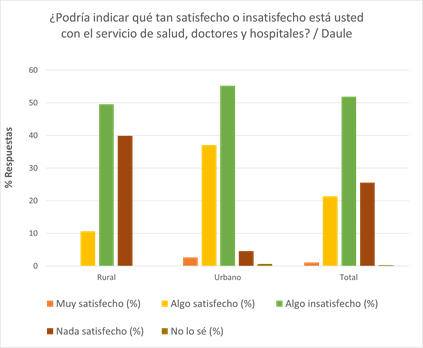 ¿Podría indicar qué tan satisfecho o insatisfecho está usted
con el servicio de salud, doctores y hospitales? / Daule
% Respuestas
60
50
40
30
20
10
0
Rural
Urbano
Total
Muy satisfecho (%)
Algo satisfecho (%)
Algo insatisfecho (%)
Nada satisfecho (%)
No lo sé (%)